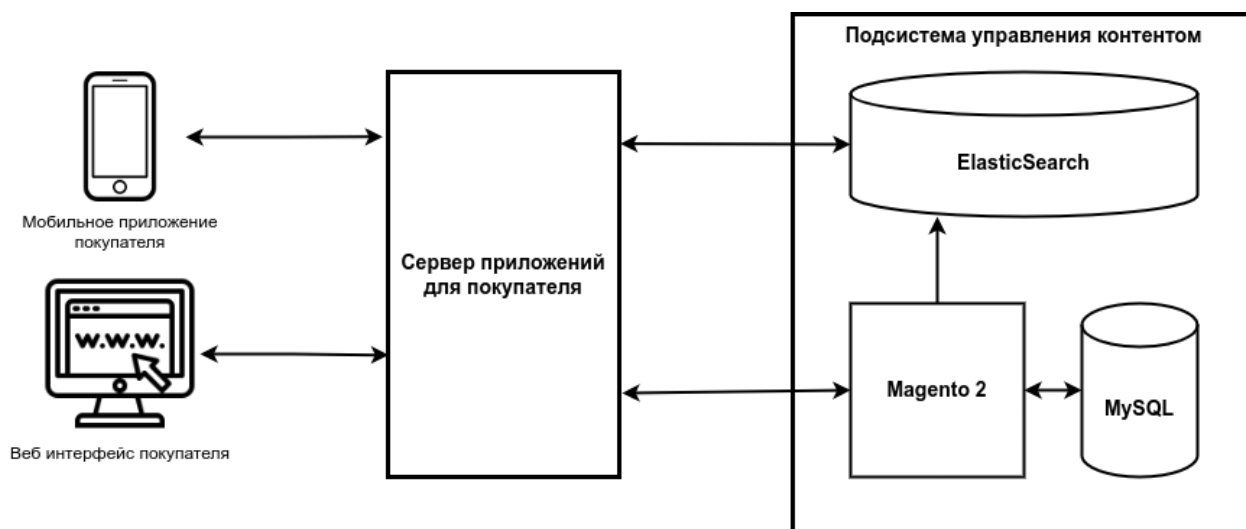 Подсистема управления контентом
ElasticSearch
Мобильное приложение
покупателя
Сервер приложений
для покупателя
W.W.W.
Magento 2
MySQL
Веб интерфейс покупателя